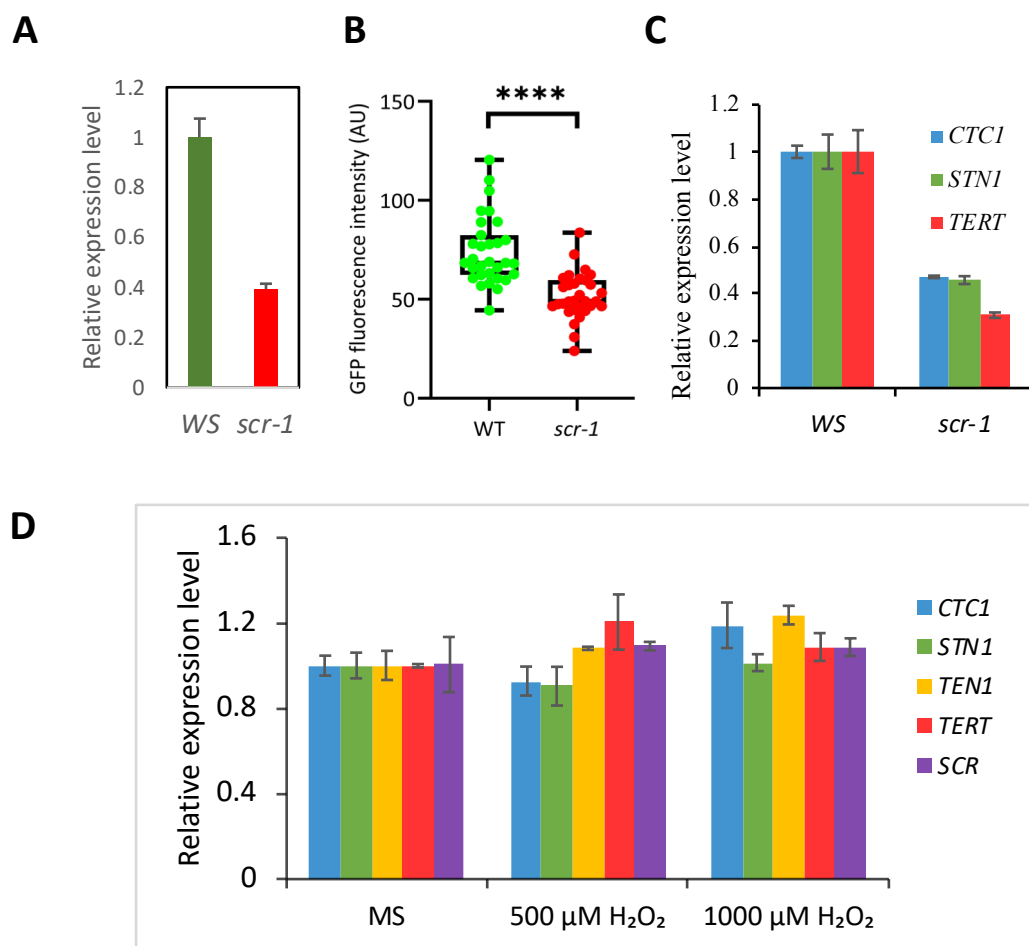 A
Relative expression level
1.2
1
0.8
0.6
0.4
0.2
0
WS scr-1
B
GFP fluorescence intensity (AU)
****
150
100
50
0
WT scr-1
C
Relative expression level
1.2
1
0.8
0.6
0.4
0.2
0
WS scr-1
CTC1
STN1
TERT
D
Relative expression level
1.6
1.2
0.8
0.4
0
MS 500 µM H₂O₂ 1000 µM H₂O₂
CTC1
STN1
TEN1
TERT
SCR